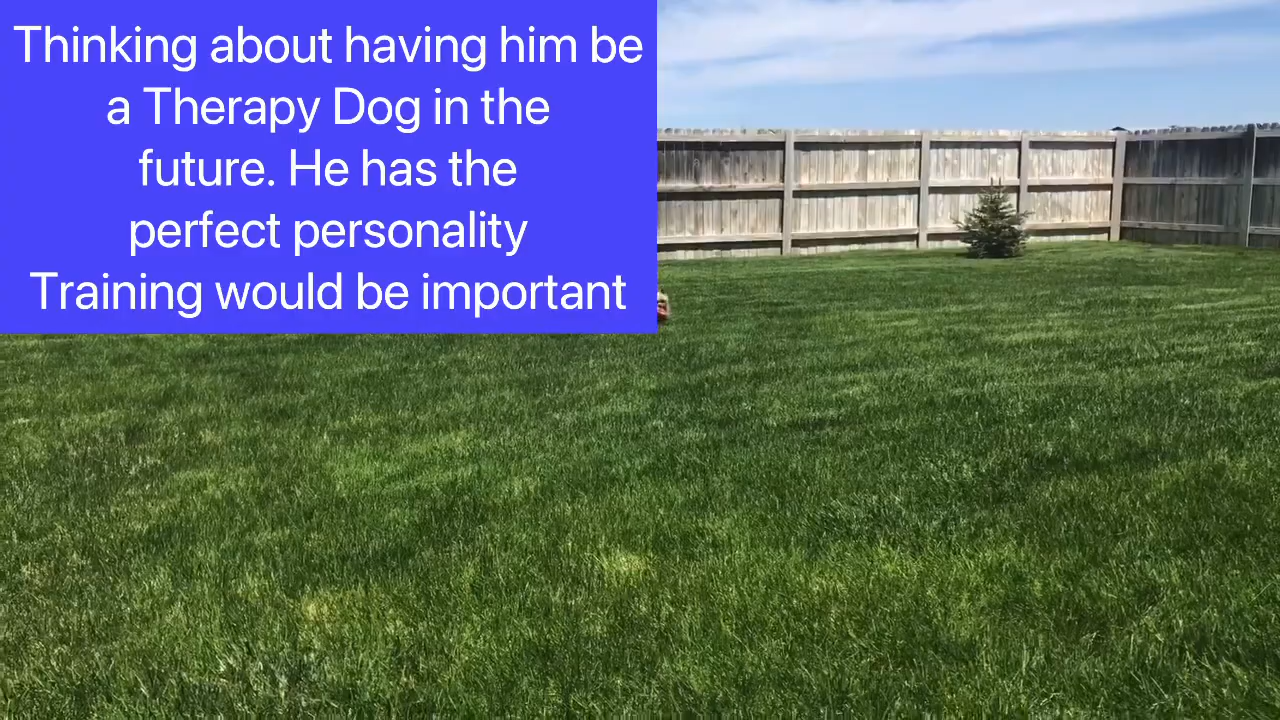 Thinking about having him be
a Therapy Dog in the
future. He has the
perfect personality
Training would be important